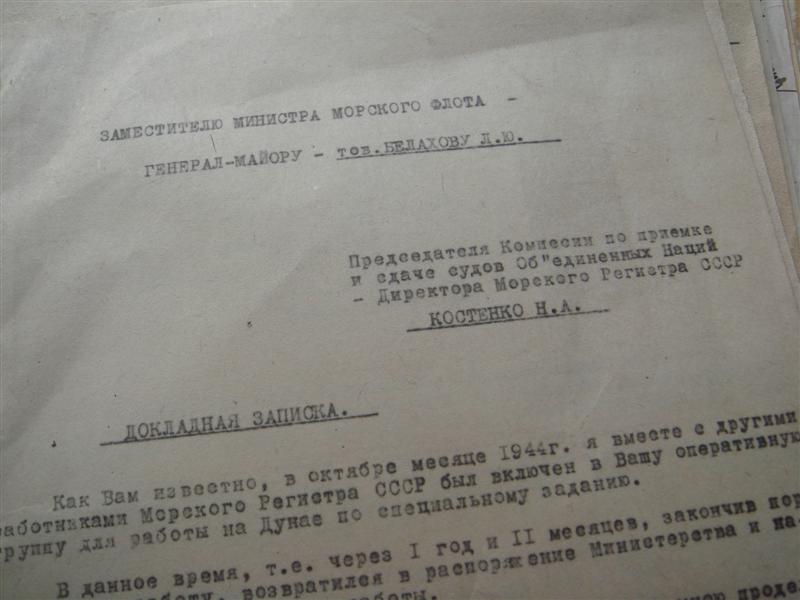 ЗАМЕСТИТЕЛЮ МИНИСТРА МОРСКОГО ФЛОТА -
ГЕНЕРАЛ-МАЙОРУ - тов.БЕЛАХОВУ Л.Ю.
Председателя Комиссии по приемке
и сдаче судов Об"единенных Наций
- Директора Морского Регистра СССР
КОСТЕНКО Н.А.
ДОКЛАДНАЯ ЗАПИСКА.
Как Вам известно, в октябре месяце 1944г. я вместе с другими
работниками Морского Регистра СССР был включен в Вашу оперативную
группу для работы на Дунае по специальному заданию.
В данное время, т.е. через I год и II месяцев, закончив
возвратился в распоряжение Министерства и